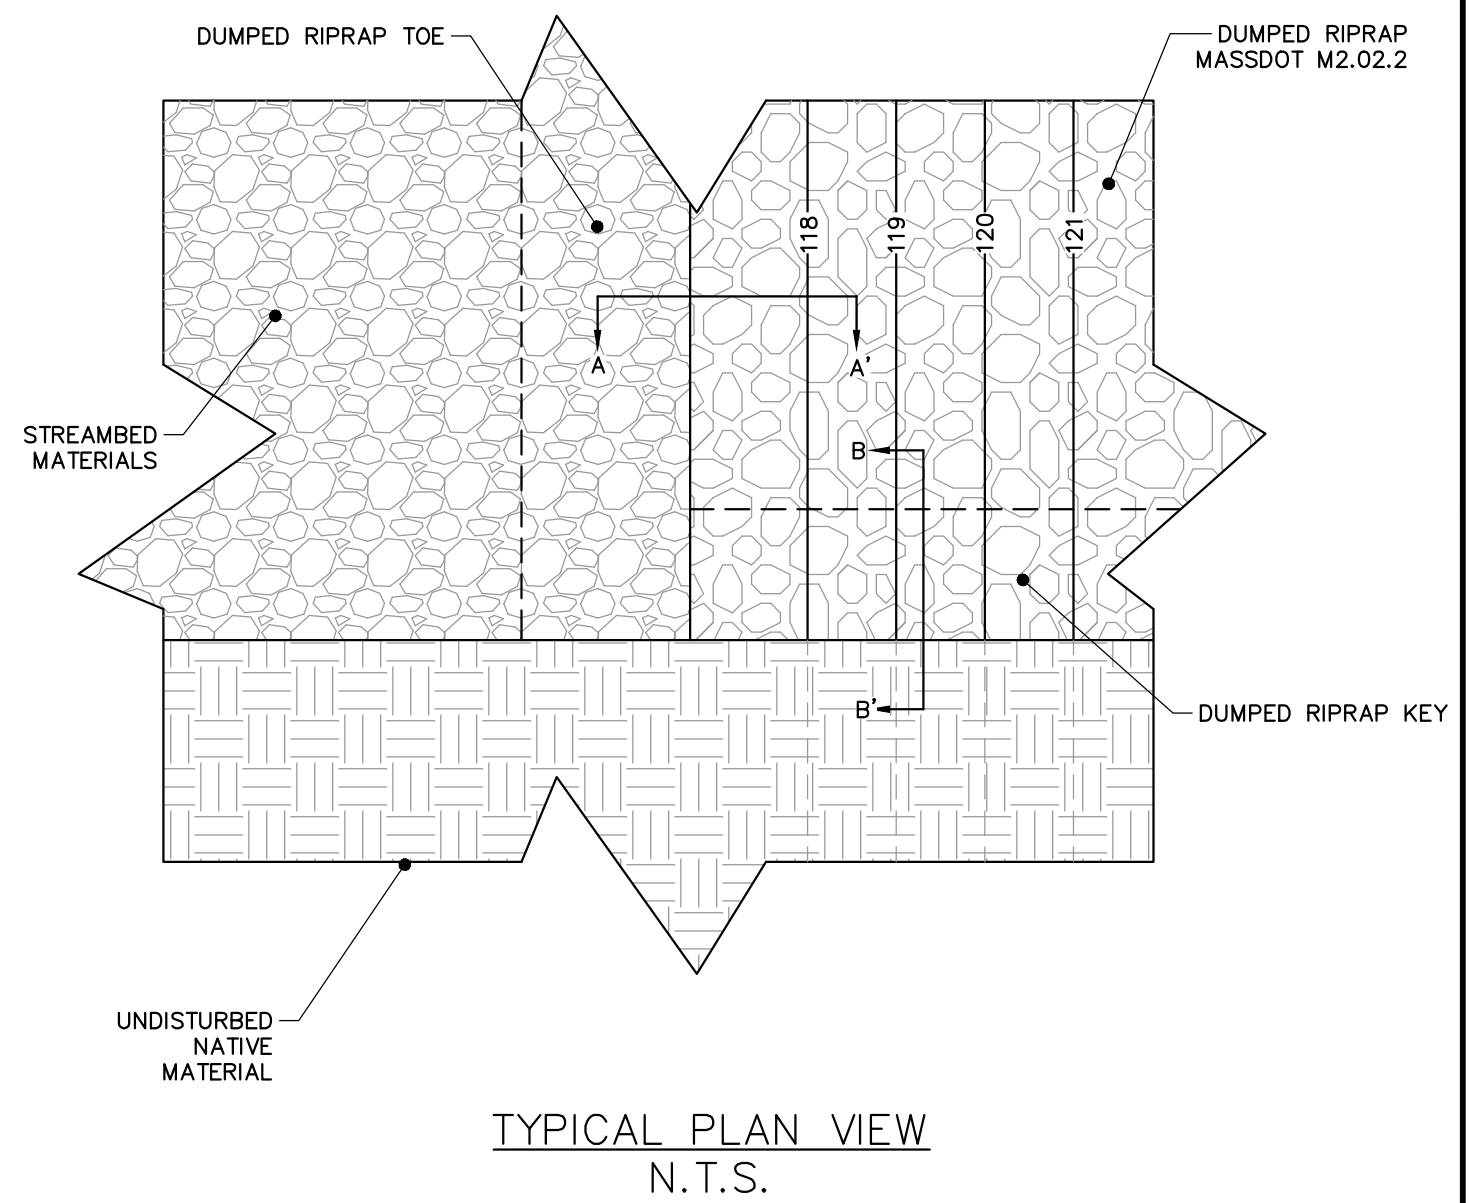 DUMPED RIPRAP TOE
DUMPED RIPRAP
MASSDOT M2.02.2
118
119
120
121
A
A'
B
STREAMBED
MATERIALS
B'
DUMPED RIPRAP KEY
UNDISTURBED
NATIVE
MATERIAL
TYPICAL PLAN VIEW
N.T.S.